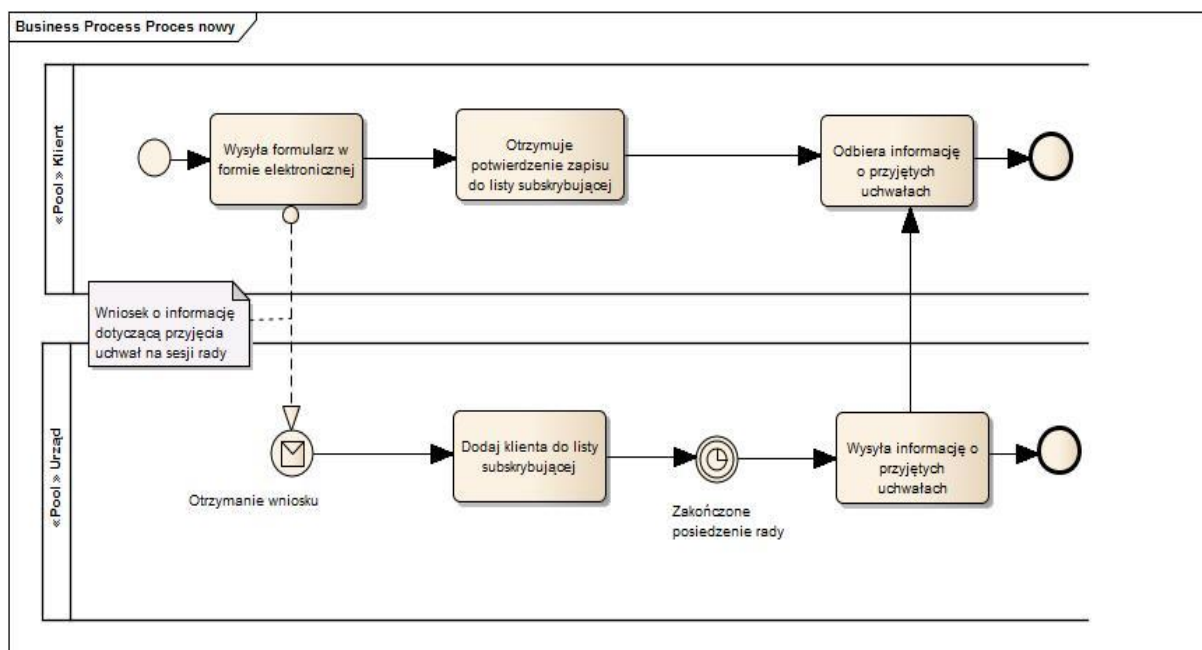 Business Process Proces nowy
«Pool» Klient
Wysyła formularz w
formie elektronicznej
Otrzymuje
potwierdzenie zapisu
do listy subskrybującej
Odbiera informację
o przyjętych
uchwałach
Wniosek o informację
dotyczącą przyjęcia
uchwał na sesji rady
«Pool» Urząd
Otrzymanie wniosku
Dodaj klienta do listy
subskrybującej
Zakończone
posiedzenie rady
Wysyła informację o
przyjętych
uchwałach